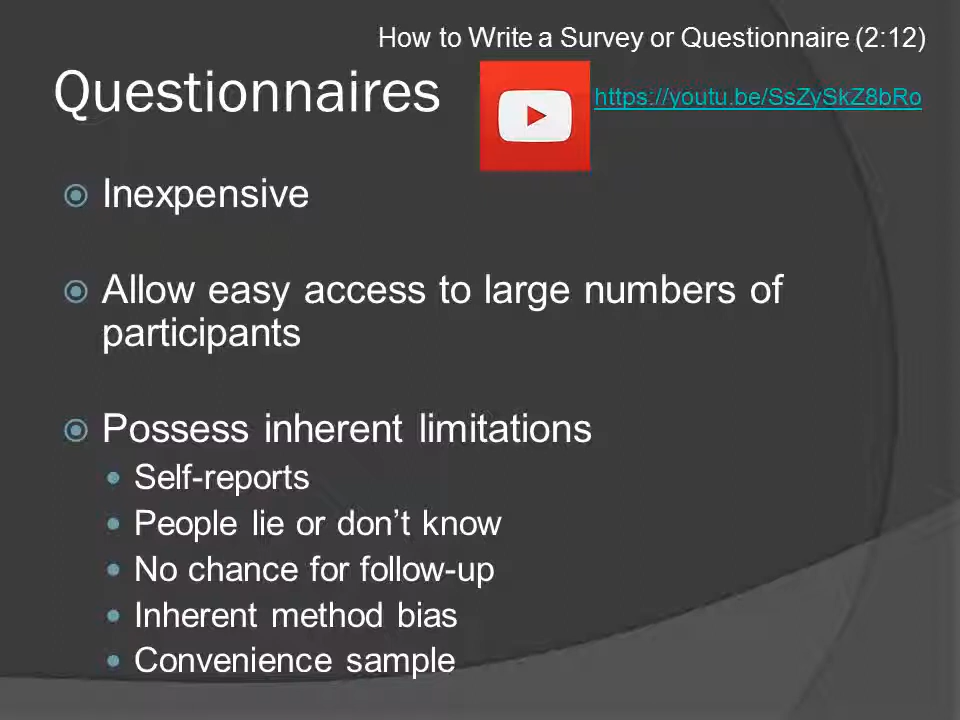 How to Write a Survey or Questionnaire (2:12)
Questionnaires
https://youtu.be/SsZySkZ8bRo
Inexpensive
Allow easy access to large numbers of
participants
Possess inherent limitations
Self-reports
People lie or don’t know
No chance for follow-up
Inherent method bias
Convenience sample